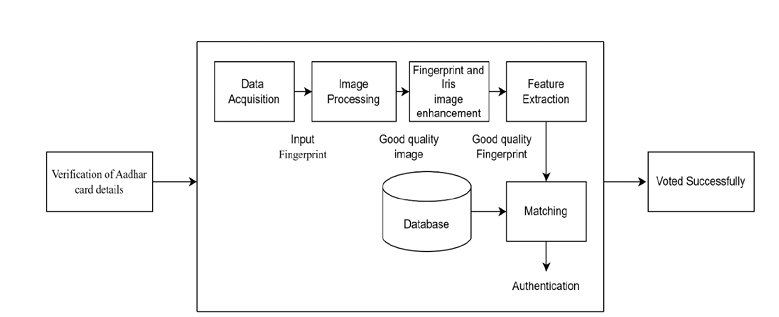 Data
Acquisition
Image
Processing
Fingerprint and
Iris
image
enhancement
Feature
Extraction
Input
Fingerprint
Good quality
image
Good quality
Fingerprint
Verification of Aadhar
card details
Database
Matching
Voted Successfully
Authentication